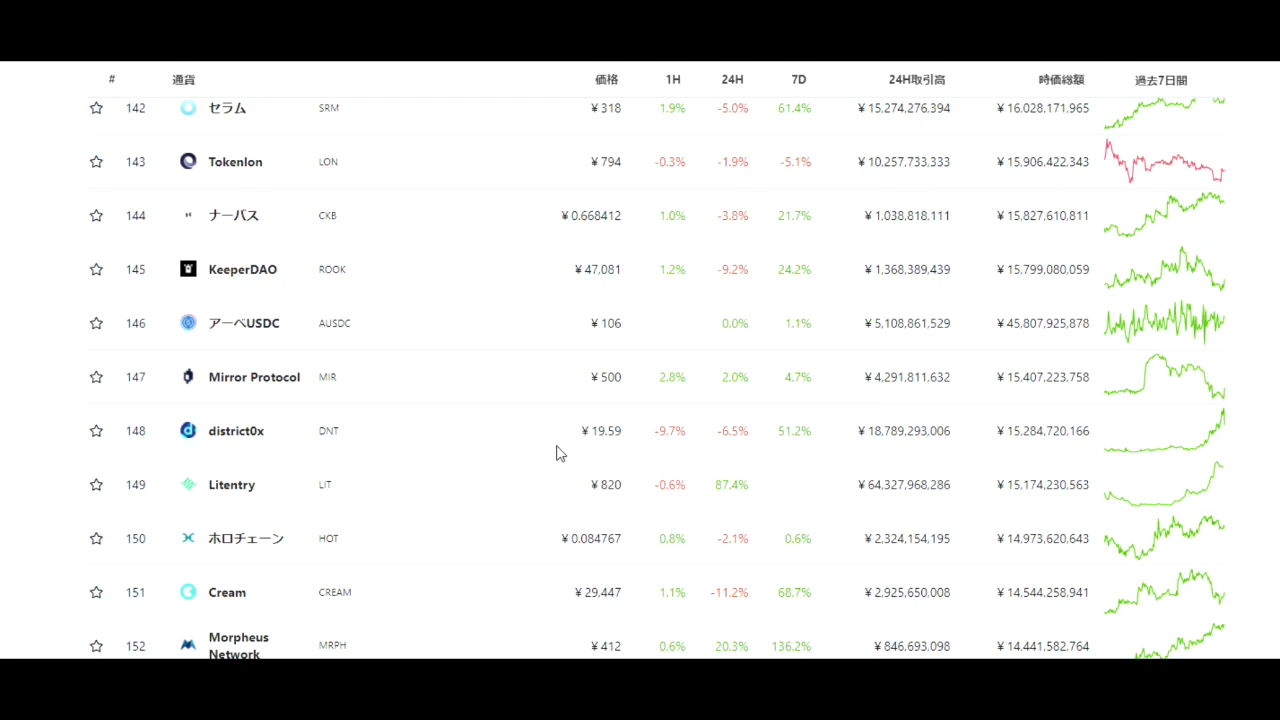 # 通貨 価格 1H 24H 7D 24H取引高 時価総額 過去7日間
142 セラム SRM ¥318 1.9% -5.0% 61.4% ¥15,274,276,394 ¥16,028,171,965
143 Tokenlon LON ¥794 -0.3% -1.9% -5.1% ¥10,257,733,333 ¥15,906,422,343
144 ナーバス CKB ¥0.668412 1.0% -3.8% 21.7% ¥1,038,818,111 ¥15,827,610,811
145 KeeperDAO ROOK ¥47,081 1.2% -9.2% 24.2% ¥1,368,389,439 ¥15,799,080,059
146 アーベUSDC AUSDC ¥106 0.0% 1.1% ¥5,108,861,529 ¥45,807,925,878
147 Mirror Protocol MIR ¥500 2.8% 2.0% 4.7% ¥4,291,811,632 ¥15,407,223,758
148 district0x DNT ¥19.59 -9.7% -6.5% 51.2% ¥18,789,293,006 ¥15,284,720,166
149 Litentry LIT ¥820 -0.6% 87.4% ¥64,327,968,286 ¥15,174,230,563
150 ホロチェーン HOT ¥0.084767 0.8% -2.1% 0.6% ¥2,324,154,195 ¥14,973,620,643
151 Cream CREAM ¥29,447 1.1% -11.2% 68.7% ¥2,925,650,008 ¥14,544,258,941
152 Morpheus Network MRPH ¥412 0.6% 20.3% 136.2% ¥846,693,098 ¥14,441,582,764